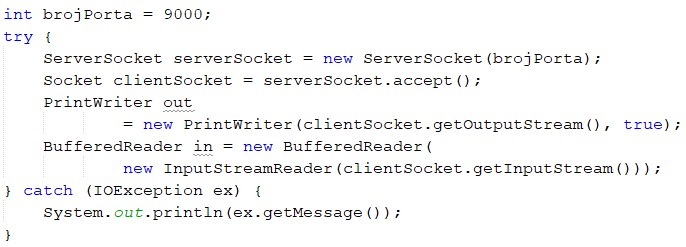 int brojPorta = 9000;
try {
    ServerSocket serverSocket = new ServerSocket(brojPorta);
    Socket clientSocket = serverSocket.accept();
    PrintWriter out
            = new PrintWriter(clientSocket.getOutputStream(), true);
    BufferedReader in = new BufferedReader(
            new InputStreamReader(clientSocket.getInputStream()));
} catch (IOException ex) {
    System.out.println(ex.getMessage());
}